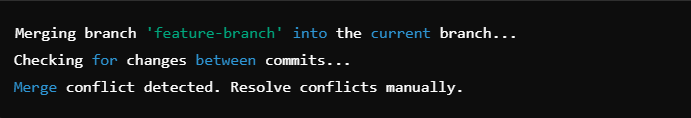 Merging branch 'feature-branch' into the current branch...
Checking for changes between commits...
Merge conflict detected. Resolve conflicts manually.